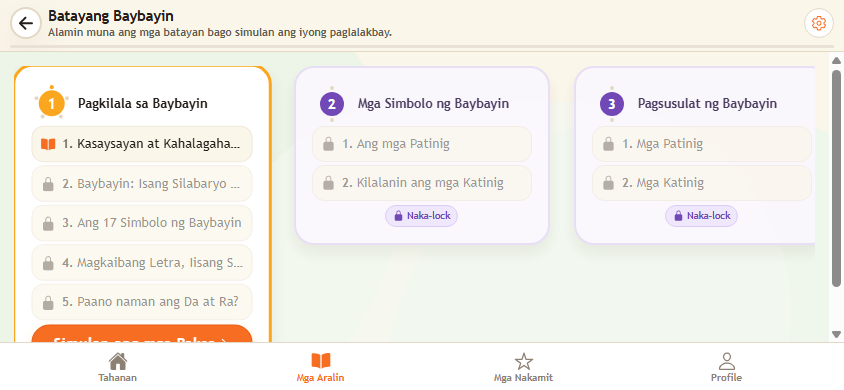 Batayang Baybayin
Alamin muna ang mga batayan bago simulan ang iyong paglalakbay.
1 Pagkilala sa Baybayin
1. Kasaysayan at Kahalagaha...
2. Baybayin: Isang Silabaryo ...
3. Ang 17 Simbolo ng Baybayin
4. Magkaibang Letra, Iisang S...
5. Paano naman ang Da at Ra?
2 Mga Simbolo ng Baybayin
1. Ang mga Patinig
2. Kilalanin ang mga Katinig
Naka-lock
3 Pagsusulat ng Baybayin
1. Mga Patinig
2. Mga Katinig
Naka-lock
Tahanan
Mga Aralin
Mga Nakamit
Profile